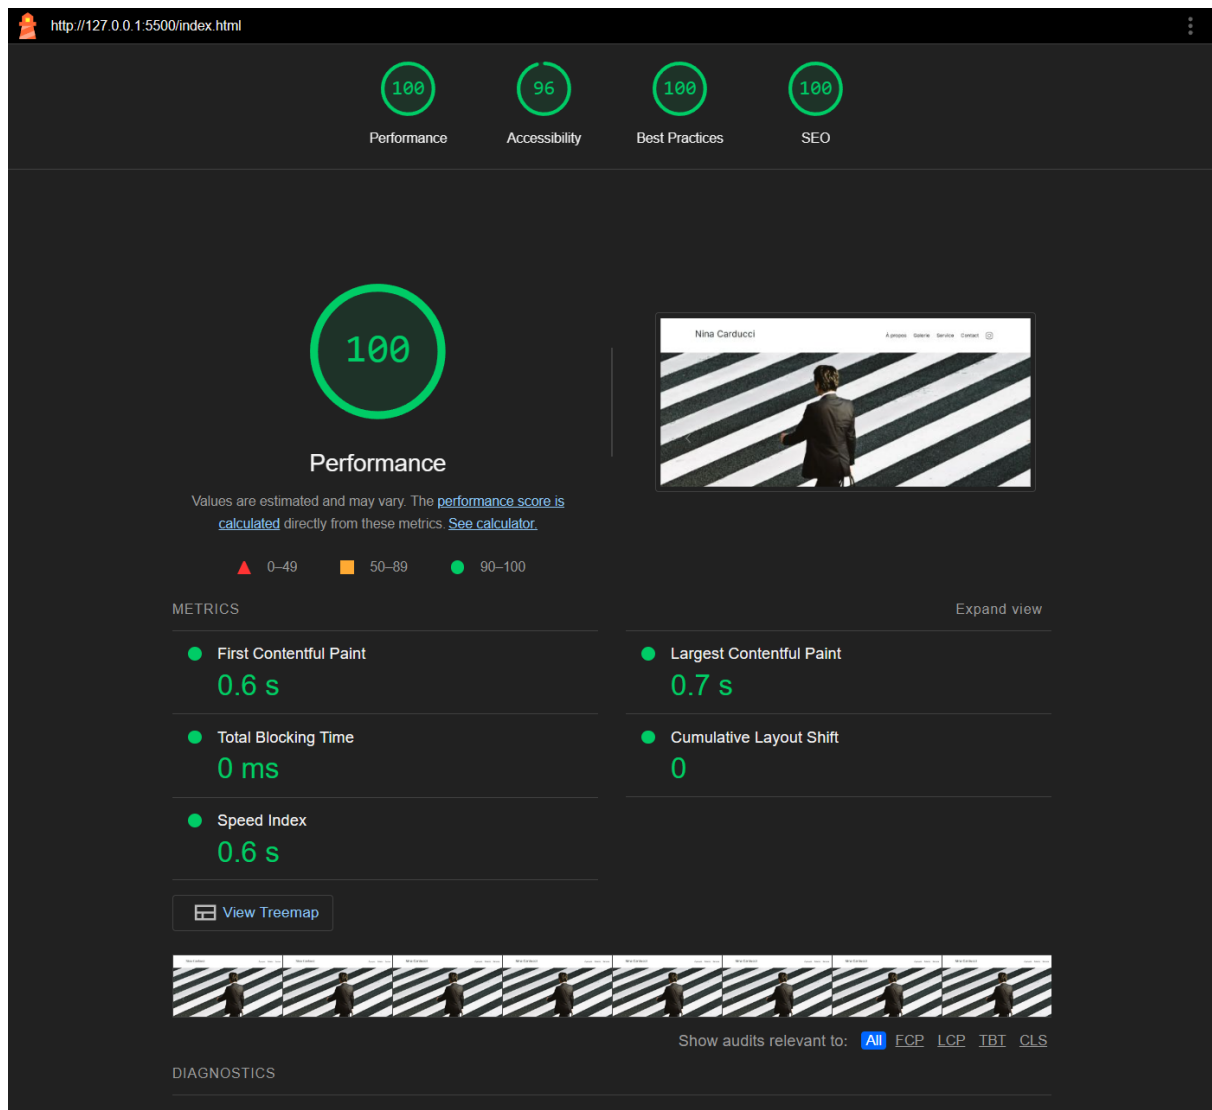 http://127.0.0.1:5500/index.html
100 96 100 100
Performance Accessibility Best Practices SEO
100
Performance
Values are estimated and may vary. The performance score is
calculated directly from these metrics. See calculator.
0–49 50–89 90–100
Nina Carducci
À propos Galerie Service Contact
METRICS
Expand view
First Contentful Paint
0.6 s
Largest Contentful Paint
0.7 s
Total Blocking Time
0 ms
Cumulative Layout Shift
0
Speed Index
0.6 s
View Treemap
Show audits relevant to: All FCP LCP TBT CLS
DIAGNOSTICS